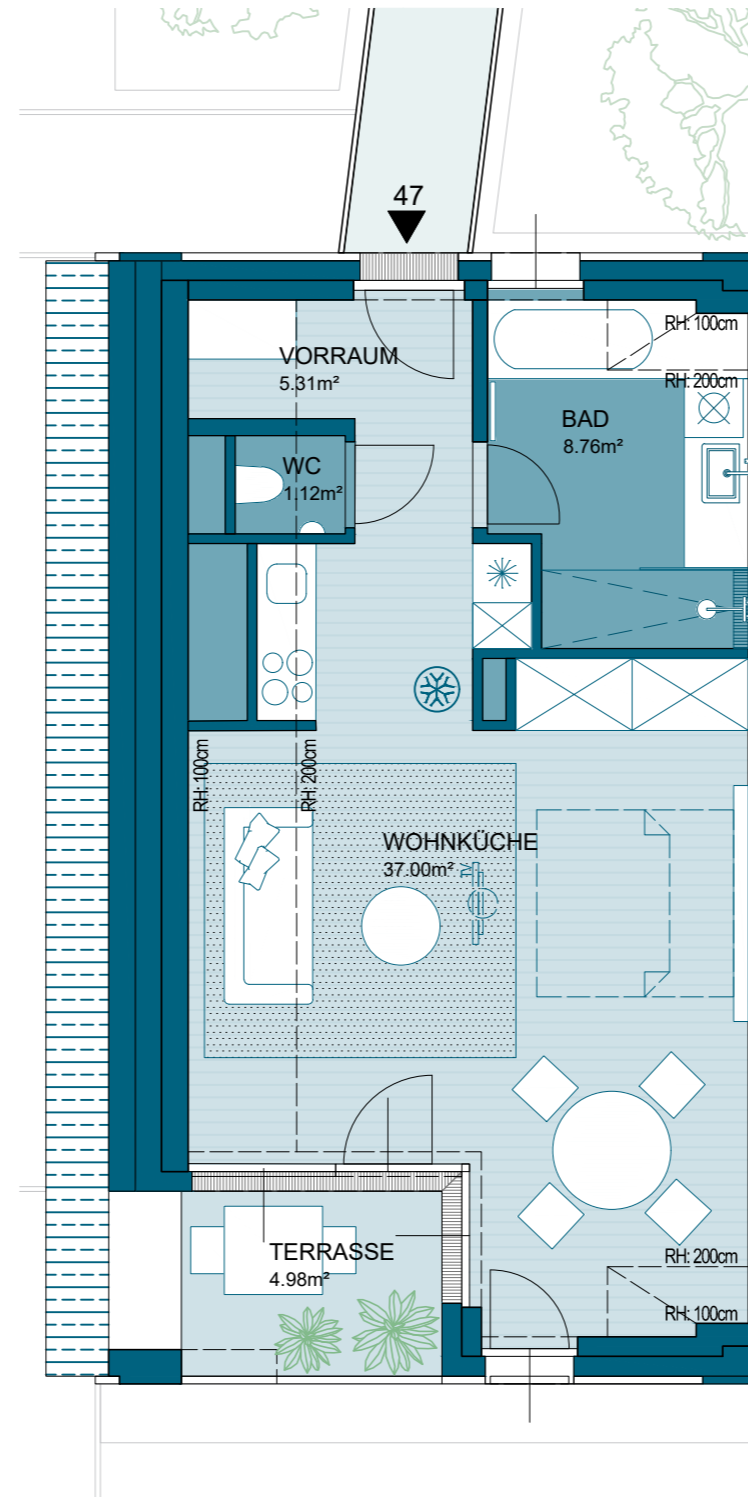 47
RH: 100cm
VORRAUM
5.31m²
RH: 200cm
BAD
8.76m²
WC
1.12m²
RH: 100cm
RH: 200cm
WOHNKÜCHE
37.00m²
TV
TERRASSE
4.98m²
RH: 200cm
RH: 100cm